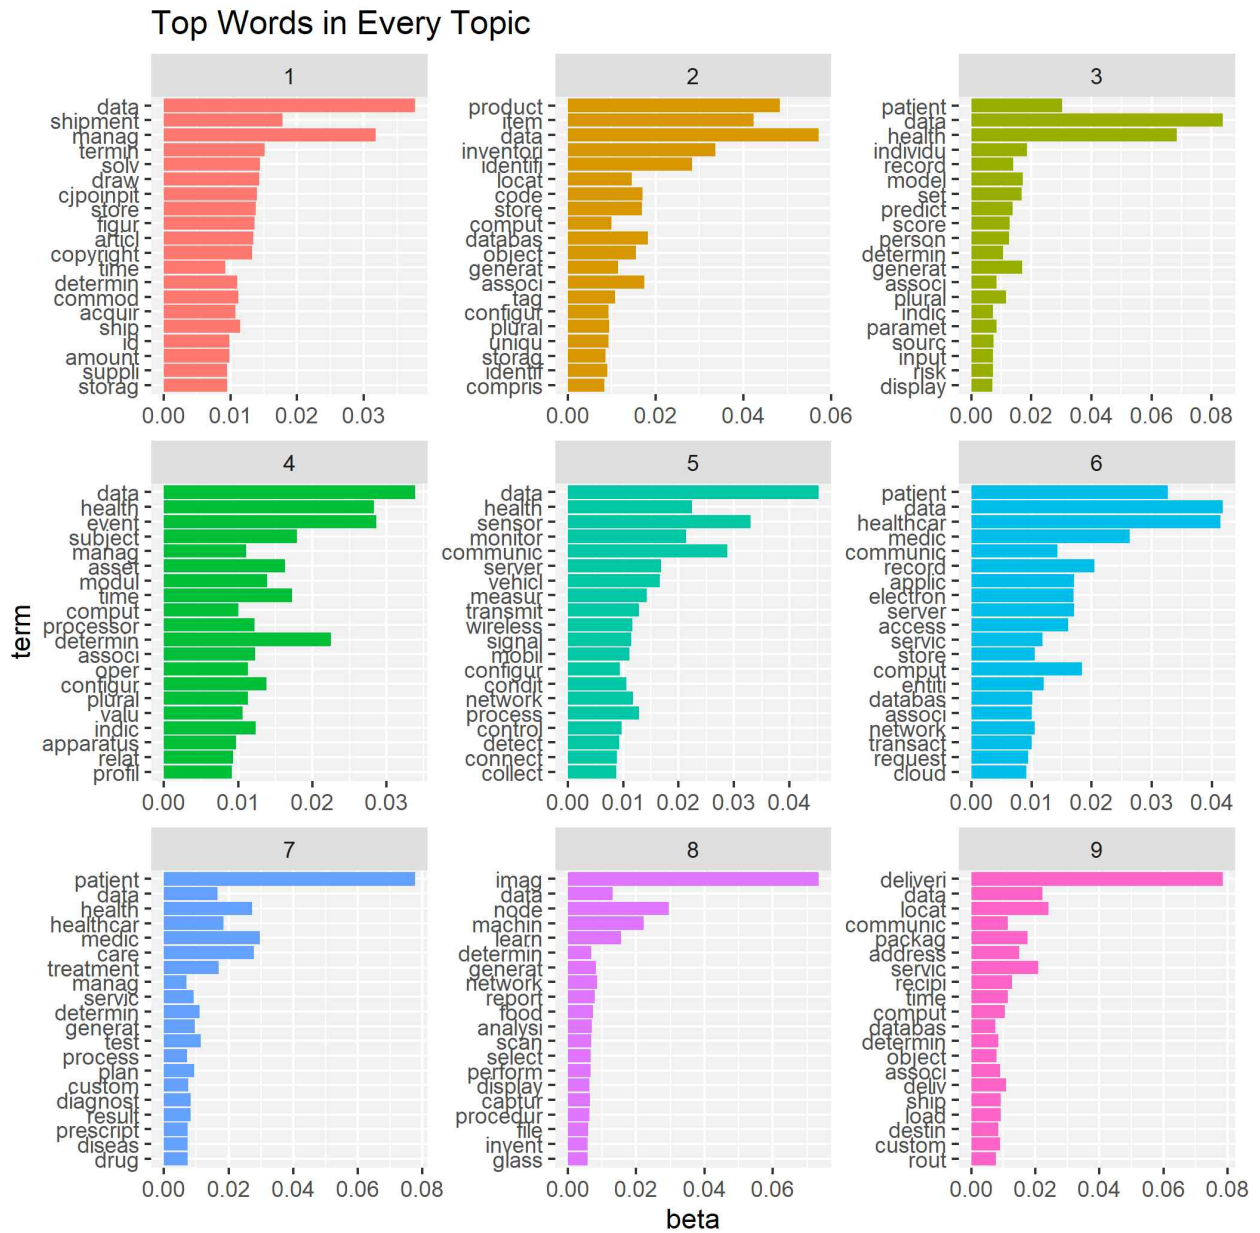 Top Words in Every Topic
1
data
shipment
manag
termin
solv
draw
cjpoinpit
store
figur
articl
copyright
time
determin
commod
acquir
ship
id
amount
suppli
storag
0.00 0.01 0.02 0.03
2
product
item
data
inventori
identifi
locat
code
store
comput
databas
object
generat
associ
tag
configur
plural
uniqu
storag
identif
compris
0.00 0.02 0.04 0.06
3
patient
data
health
individu
record
model
set
predict
score
person
determin
generat
associ
plural
indic
paramet
sourc
input
risk
display
0.00 0.02 0.04 0.06 0.08
4
data
health
event
subject
manag
asset
modul
time
comput
processor
determin
associ
oper
configur
plural
valu
indic
apparatus
relat
profil
0.00 0.01 0.02 0.03
5
data
health
sensor
monitor
communic
server
vehicl
measur
transmit
wireless
signal
mobil
configur
condit
network
process
control
detect
connect
collect
0.00 0.01 0.02 0.03 0.04
6
patient
data
healthcar
medic
communic
record
applic
electron
server
access
servic
store
comput
entiti
databas
associ
network
transact
request
cloud
0.00 0.01 0.02 0.03 0.04
7
patient
data
health
healthcar
medic
care
treatment
manag
servic
determin
generat
test
process
plan
custom
diagnost
result
prescript
diseas
drug
0.00 0.02 0.04 0.06 0.08
8
imag
data
node
machin
learn
determin
generat
network
report
food
analysi
scan
select
perform
display
captur
procedur
file
invent
glass
0.00 0.02 0.04 0.06
9
deliveri
data
locat
communic
packag
address
servic
recipi
time
comput
databas
determin
object
associ
deliv
ship
load
destin
custom
rout
0.00 0.02 0.04 0.06 0.08
term
beta